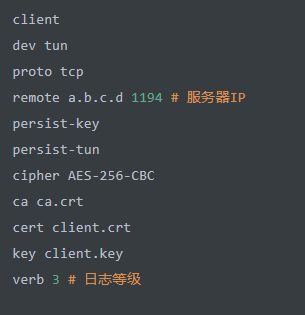 client
dev tun
proto tcp
remote a.b.c.d 1194 # 服务器IP
persist-key
persist-tun
cipher AES-256-CBC
ca ca.crt
cert client.crt
key client.key
verb 3 # 日志等级